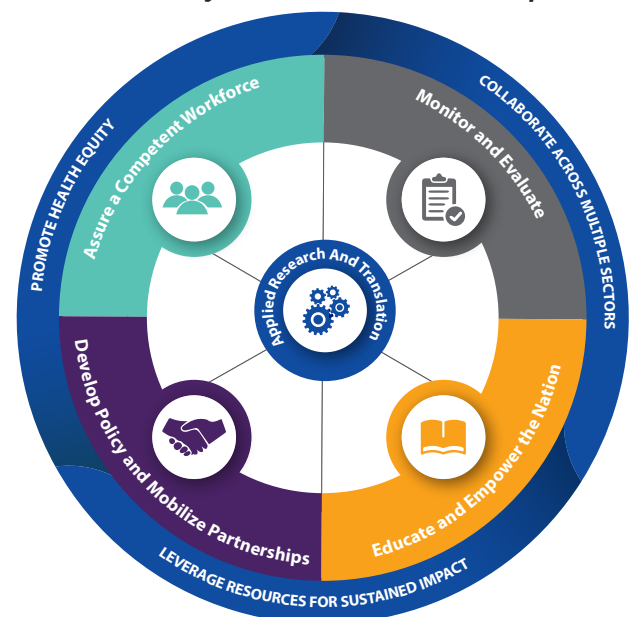 PROMOTE HEALTH EQUITY
COLLABORATE ACROSS MULTIPLE SECTORS
Assure a Competent Workforce
Monitor and Evaluate
Applied Research And Translation
Develop Policy and Mobilize Partnerships
Educate and Empower the Nation
LEVERAGE RESOURCES FOR SUSTAINED IMPACT